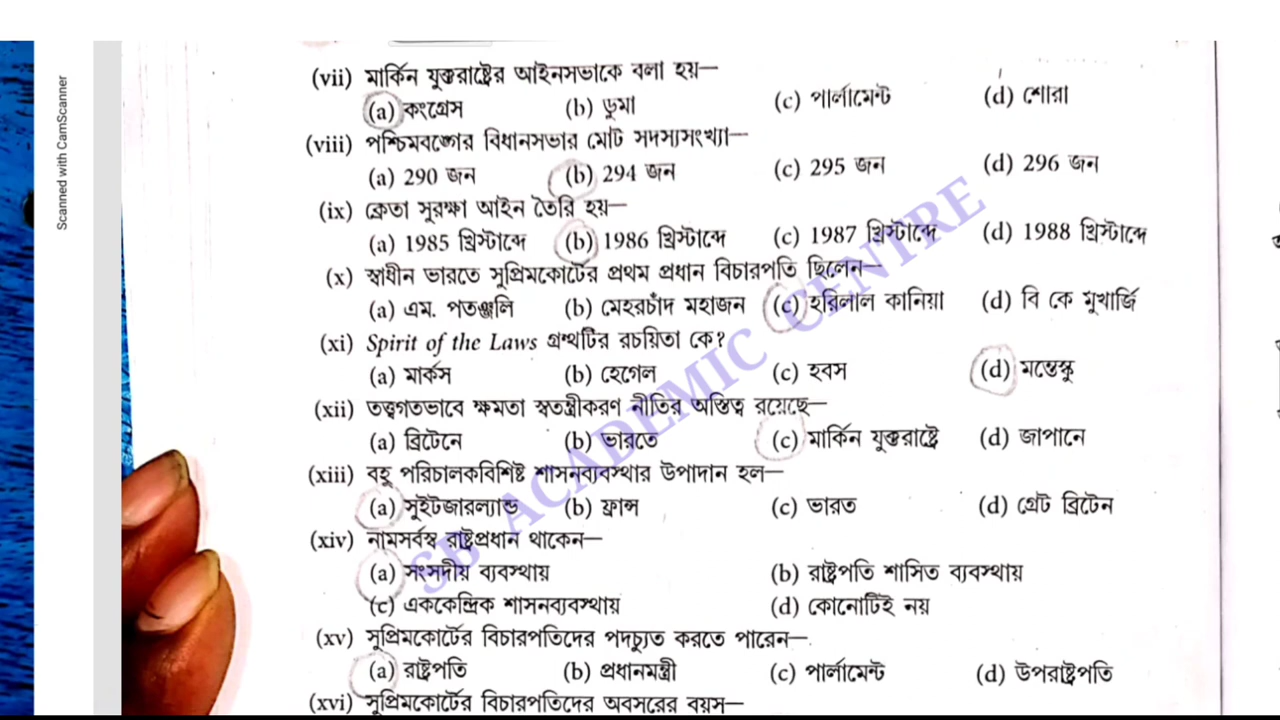 (vii) মার্কিন যুক্তরাষ্ট্রের আইনসভাকে বলা হয়—
(a) কংগ্রেস (b) ডুমা (c) পার্লামেন্ট (d) শোরা
(viii) পশ্চিমবঙ্গের বিধানসভার মোট সদস্যসংখ্যা—
(a) 290 জন (b) 294 জন (c) 295 জন (d) 296 জন
(ix) ক্রেতা সুরক্ষা আইন তৈরি হয়—
(a) 1985 খ্রিস্টাব্দে (b) 1986 খ্রিস্টাব্দে (c) 1987 খ্রিস্টাব্দে (d) 1988 খ্রিস্টাব্দে
(x) স্বাধীন ভারতে সুপ্রিমকোর্টের প্রথম প্রধান বিচারপতি ছিলেন—
(a) এম. পতঞ্জলি (b) মেহরচাঁদ মহাজন (c) হরিলাল কানিয়া (d) বি কে মুখার্জি
(xi) Spirit of the Laws গ্রন্থটির রচয়িতা কে?
(a) মার্কস (b) হেগেল (c) হবস (d) মন্তেস্কু
(xii) তত্ত্বগতভাবে ক্ষমতা স্বতন্ত্রীকরণ নীতির অস্তিত্ব রয়েছে—
(a) ব্রিটেনে (b) ভারতে (c) মার্কিন যুক্তরাষ্ট্রে (d) জাপানে
(xiii) বহু পরিচালকবিশিষ্ট শাসনব্যবস্থার উপাদান হল—
(a) সুইটজারল্যান্ড (b) ফ্রান্স (c) ভারত (d) গ্রেট ব্রিটেন
(xiv) নামসর্বস্ব রাষ্ট্রপ্রধান থাকেন—
(a) সংসদীয় ব্যবস্থায় (b) রাষ্ট্রপতি শাসিত ব্যবস্থায়
(c) এককেন্দ্রিক শাসনব্যবস্থায় (d) কোনোটিই নয়
(xv) সুপ্রিমকোর্টের বিচারপতিদের পদচ্যুত করতে পারেন—
(a) রাষ্ট্রপতি (b) প্রধানমন্ত্রী (c) পার্লামেন্ট (d) উপরাষ্ট্রপতি
(xvi) সুপ্রিমকোর্টের বিচারপতিদের অবসরের বয়স—
Scanned with CamScanner
SB ACADEMIC CENTRE